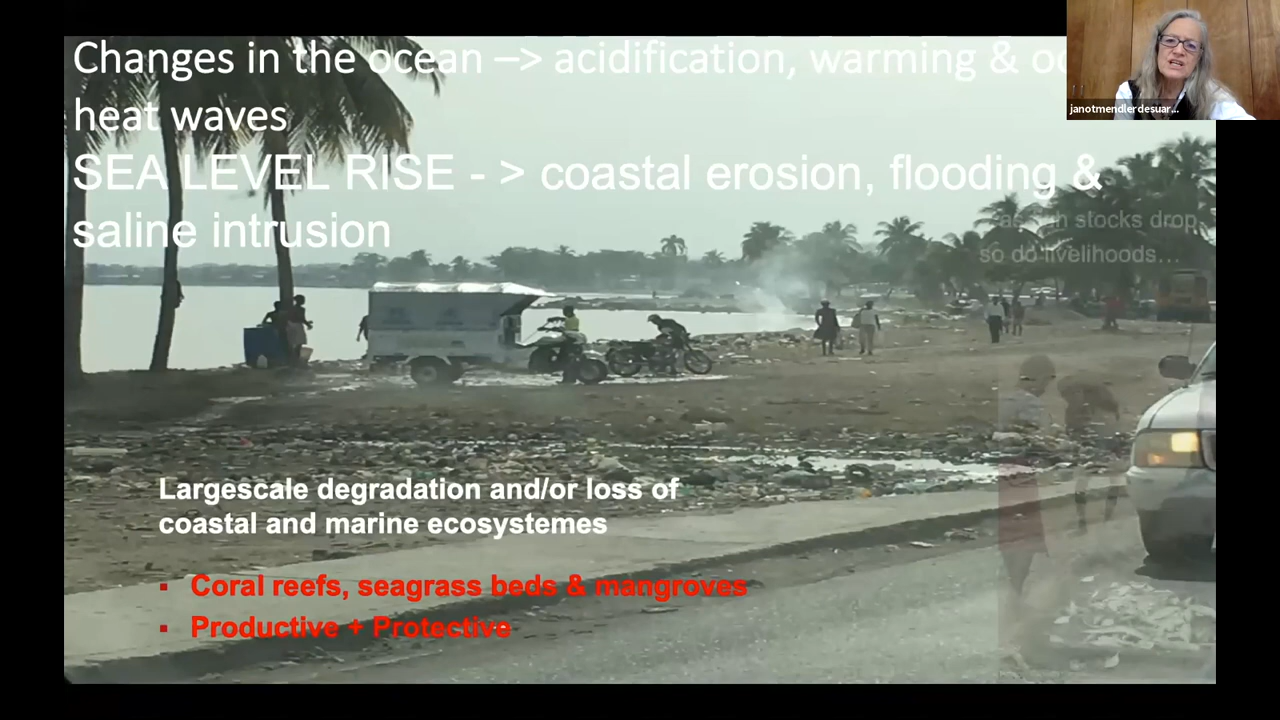 Changes in the ocean –> acidification, warming &
heat waves
SEA LEVEL RISE - > coastal erosion, flooding &
saline intrusion
janotmendlerdesuar...
as fish stocks drop
so do livelihoods...
Largescale degradation and/or loss of
coastal and marine ecosystemes
▪ Coral reefs, seagrass beds & mangroves
▪ Productive + Protective